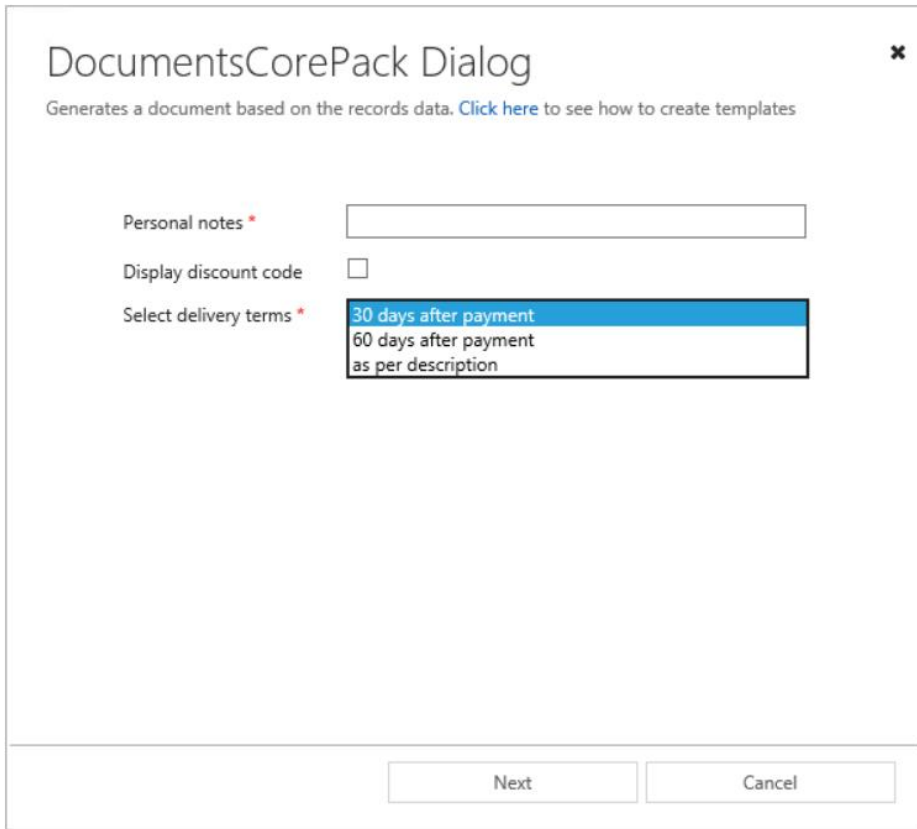 DocumentsCorePack Dialog
Generates a document based on the records data. Click here to see how to create templates
Personal notes *
Display discount code
Select delivery terms *
30 days after payment
60 days after payment
as per description
Next
Cancel